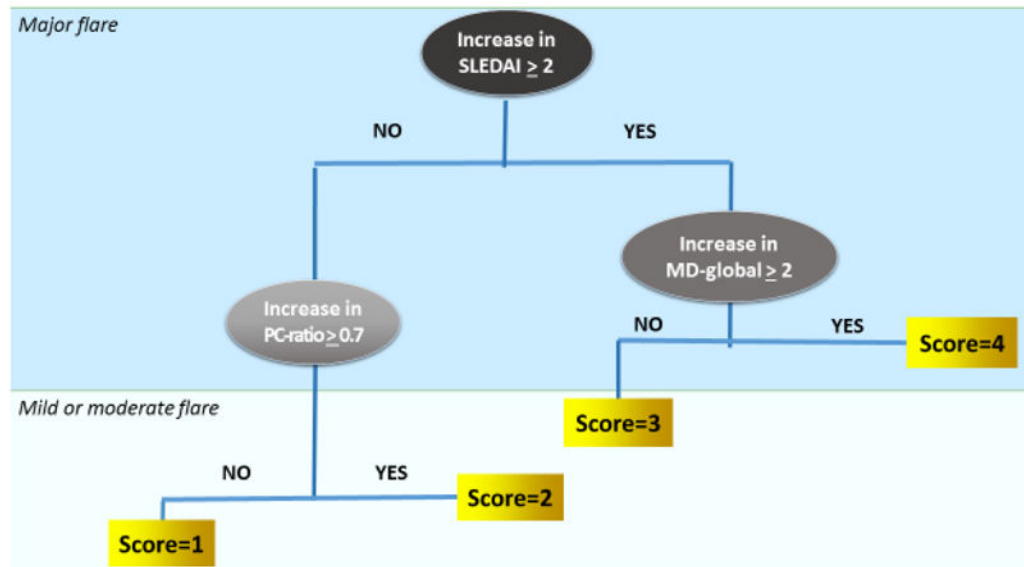 Major flare
Increase in
SLEDAI ≥ 2
NO
YES
Increase in
MD-global ≥ 2
Increase in
PC-ratio ≥ 0.7
NO
YES
Score=4
Mild or moderate flare
Score=3
NO
YES
Score=2
Score=1